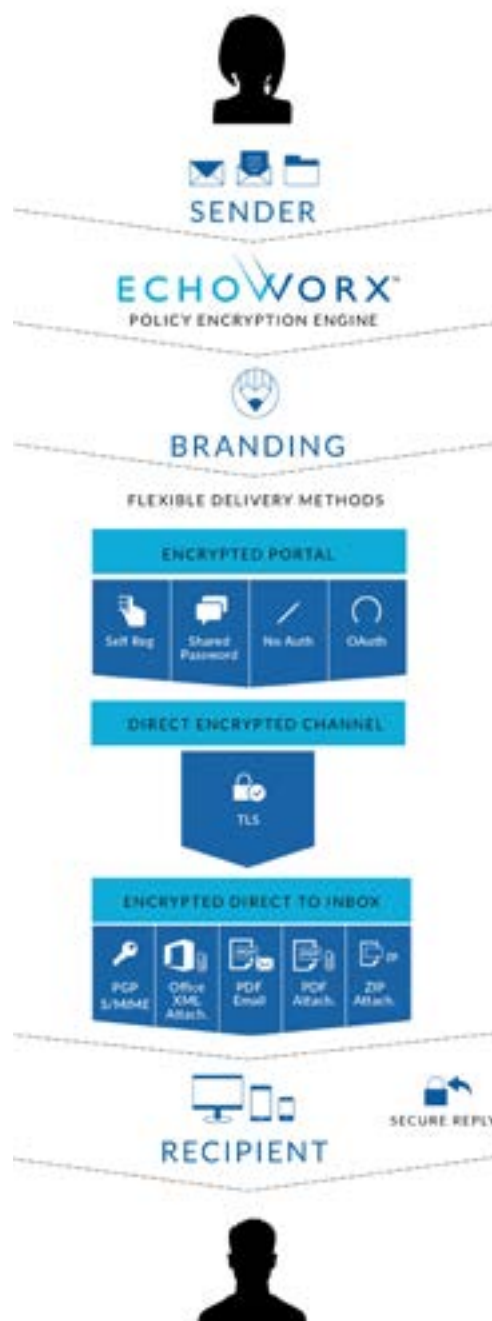 SENDER
ECHOWORX™
POLICY ENCRYPTION ENGINE
BRANDING
FLEXIBLE DELIVERY METHODS
ENCRYPTED PORTAL
Self Reg
Shared
Password
No Auth
OAuth
DIRECT ENCRYPTED CHANNEL
TLS
ENCRYPTED DIRECT TO INBOX
PGP
S/MIME
Office
XML
Attach.
PDF
Email
PDF
Attach.
ZIP
ZIP
Attach.
SECURE REPLY
RECIPIENT